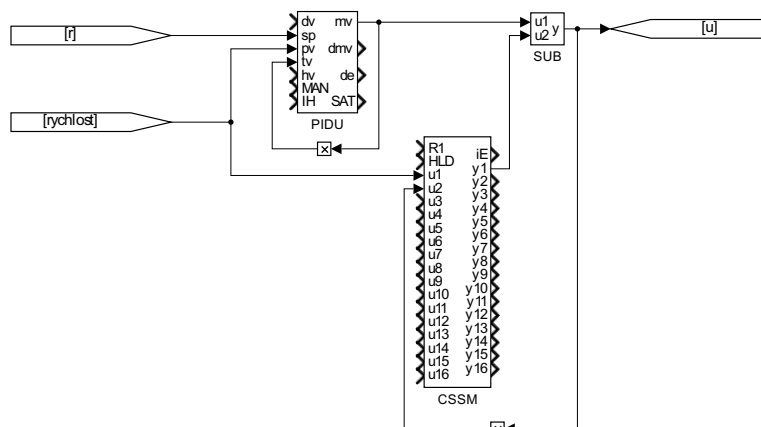 [r]
[rychlost]
dv mv
sp
pv dmv
tv
hv de
MAN
IH SAT
PIDU
x
u1 y
u2
SUB
[u]
R1 iE
HLD y1
u1 y2
u2 y3
u3 y4
u4 y5
u5 y6
u6 y7
u7 y8
u8 y9
u9 y10
u10 y11
u11 y12
u12 y13
u13 y14
u14 y15
u15 y16
u16
CSSM